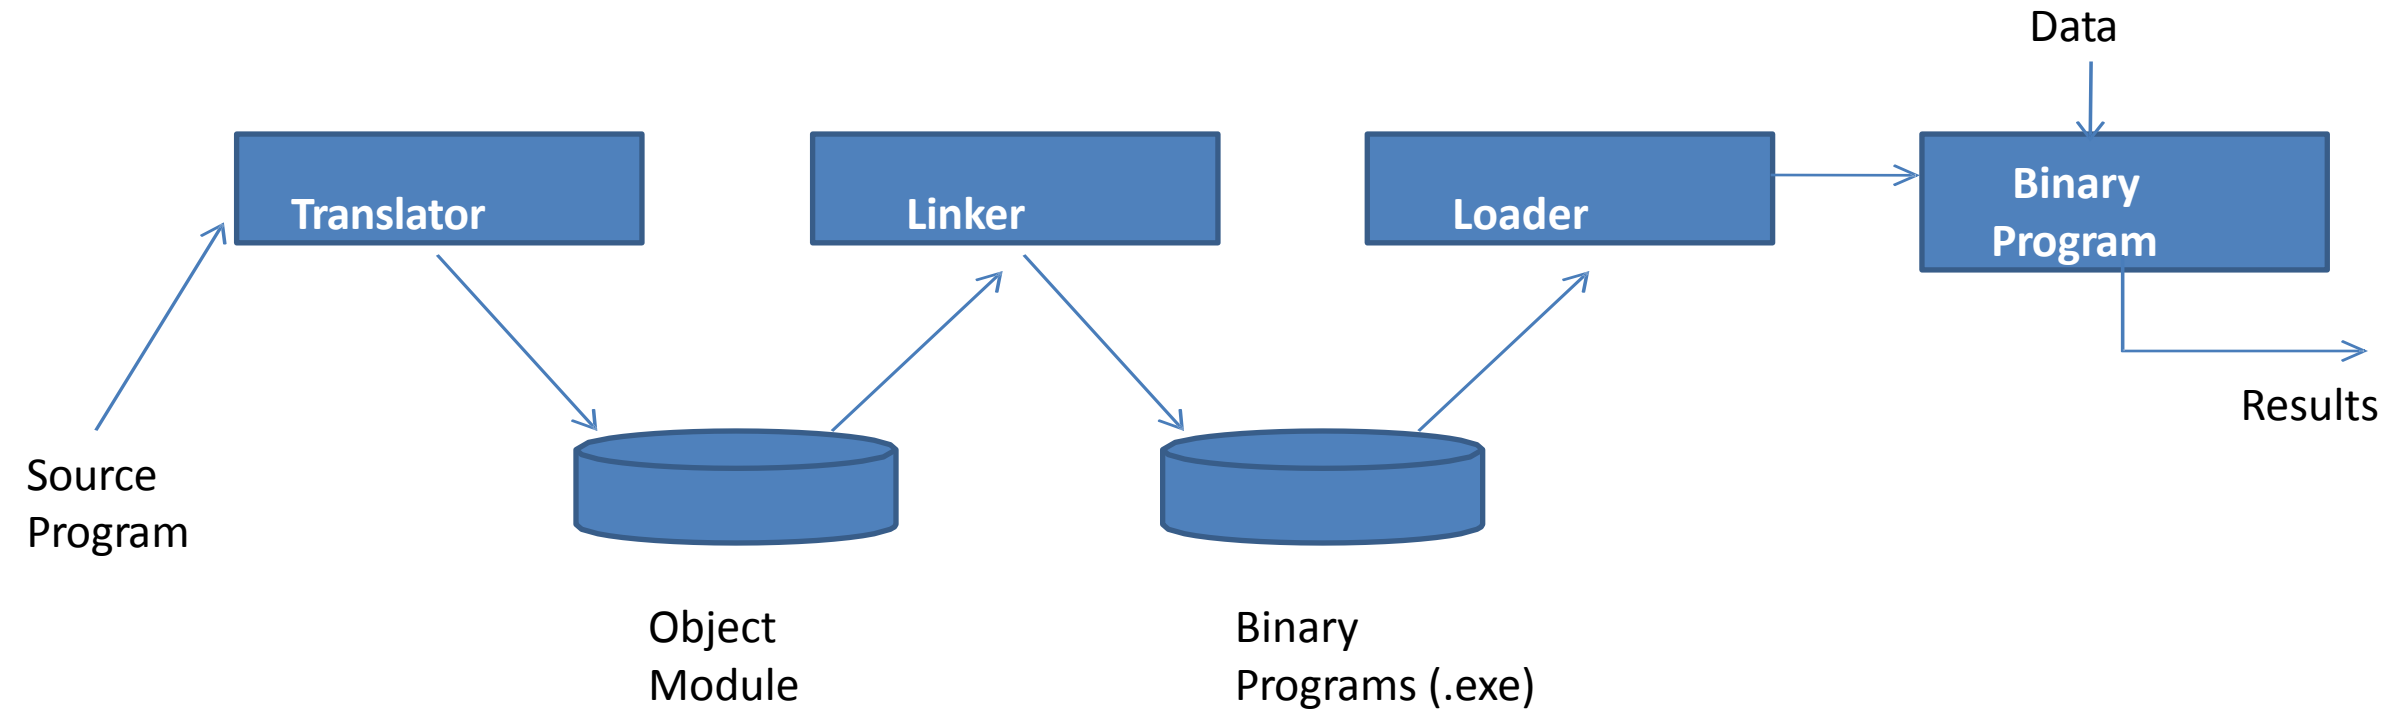 Data
Translator
Linker
Loader
Binary
Program
Results
Source
Program
Object
Module
Binary
Programs (.exe)